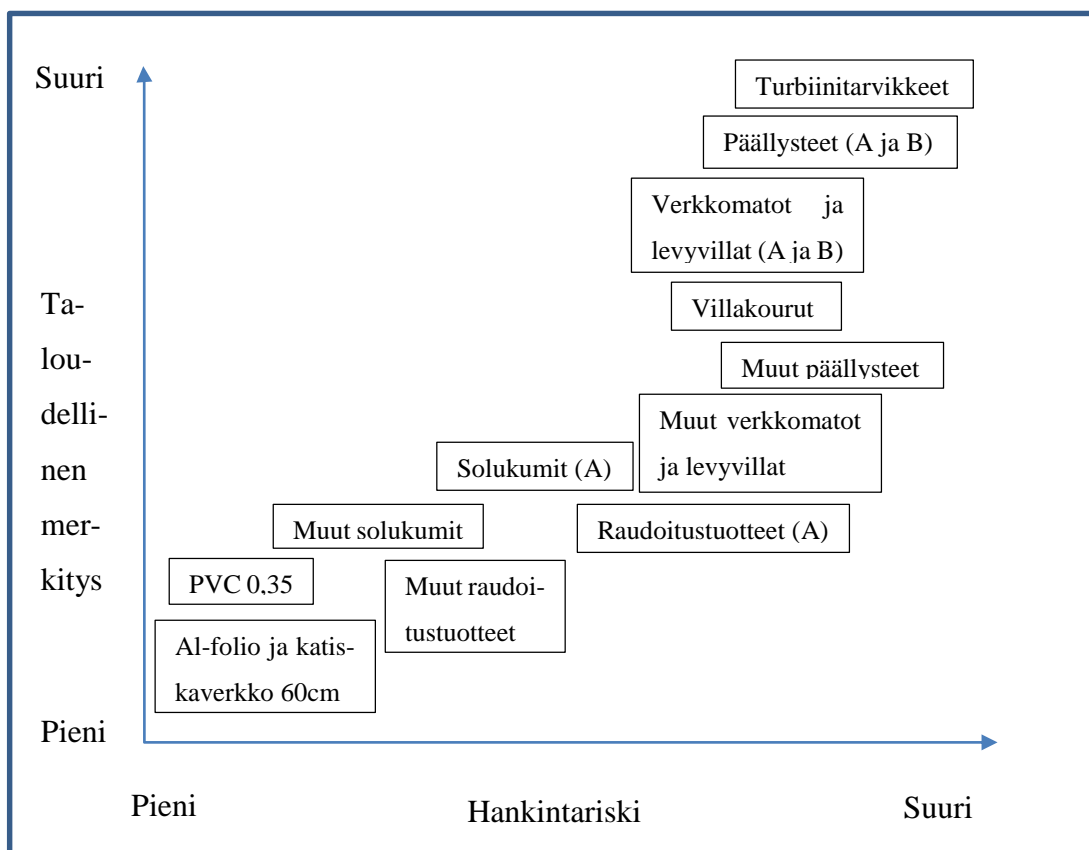 Suuri
Turbiinitarvikkeet
Päällysteet (A ja B)
Verkkomatot ja
levyvillat (A ja B)
Villakourut
Muut päällysteet
Muut verkkomatot
ja levyvillat
Solukumit (A)
Muut solukumit
Raudoitustuotteet (A)
PVC 0,35
Muut raudoi-
tustuotteet
Al-folio ja katis-
kaverkko 60cm
Ta-
lou-
delli-
nen
mer-
kitys
Pieni
Pieni
Hankintariski
Suuri